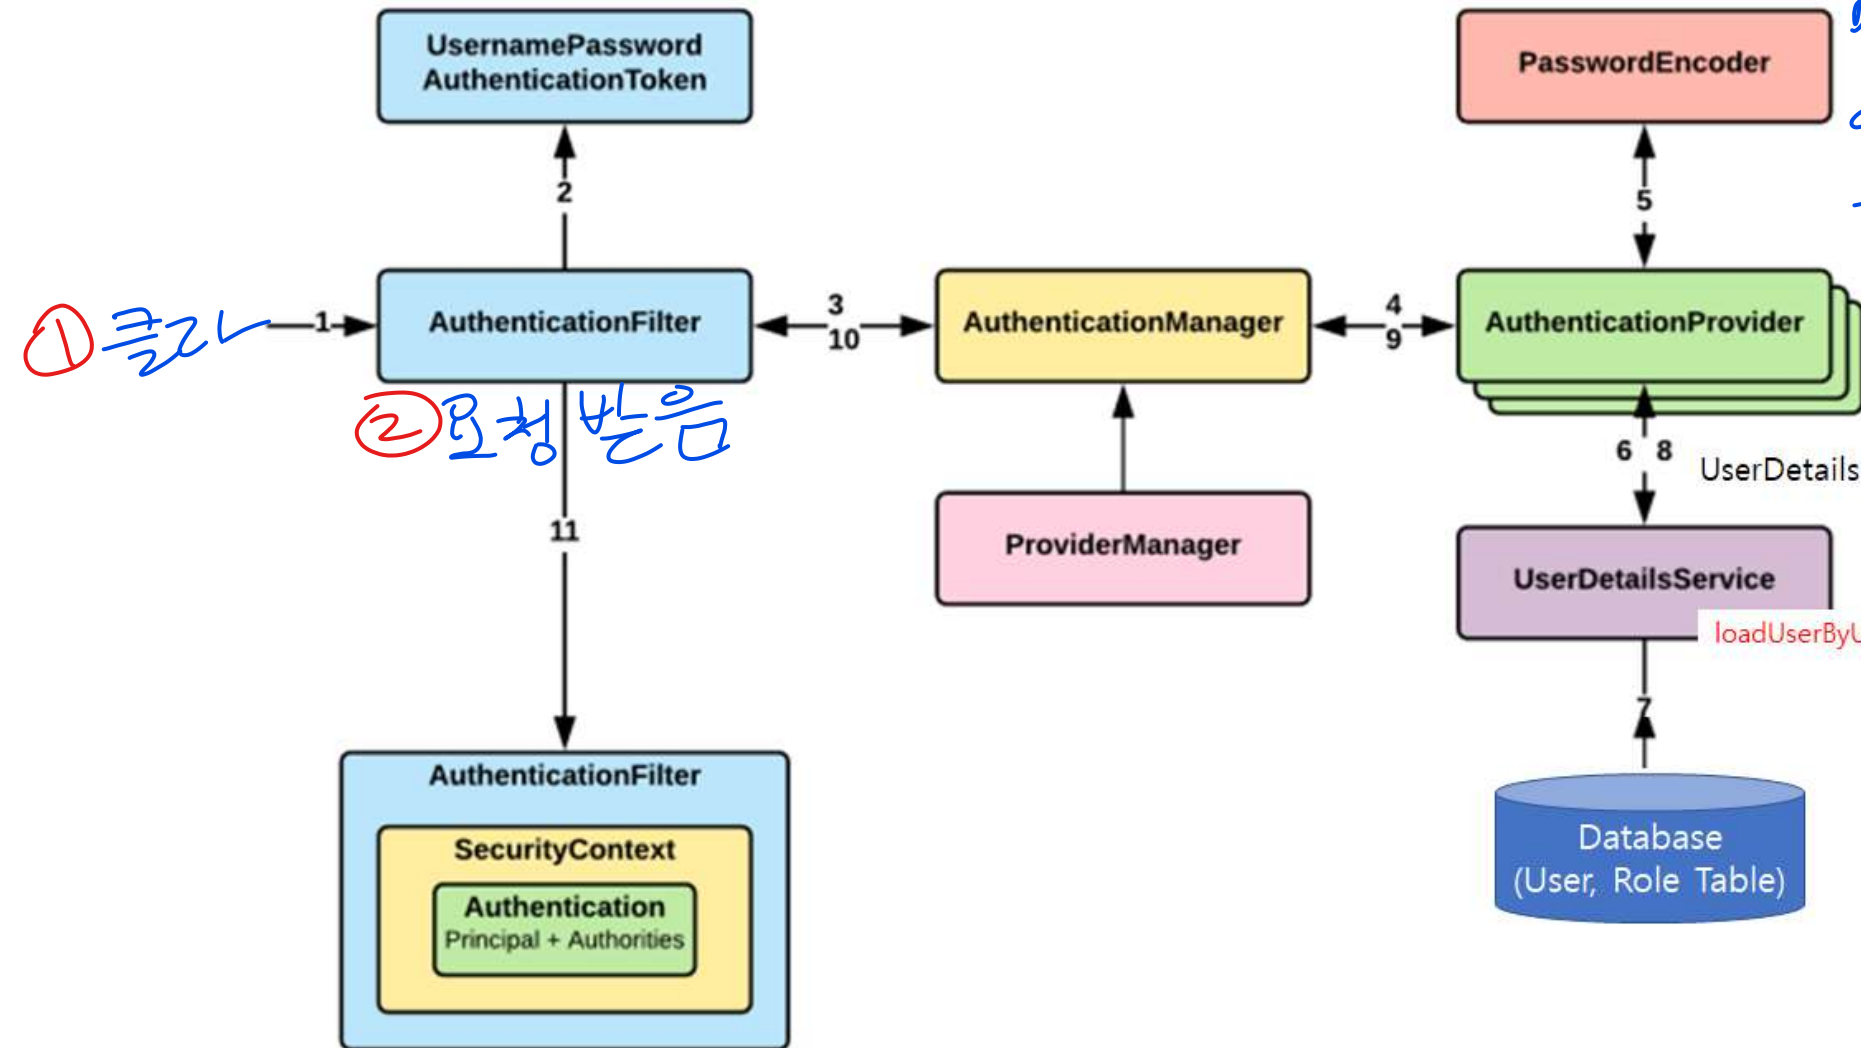 UsernamePassword
AuthenticationToken
PasswordEncoder
2
5
① 클라
1
AuthenticationFilter
3
10
AuthenticationManager
4
9
AuthenticationProvider
② 요청 받음
6 8
UserDetails
11
ProviderManager
UserDetailsService
loadUserByU
7
AuthenticationFilter
SecurityContext
Authentication
Principal + Authorities
Database
(User, Role Table)